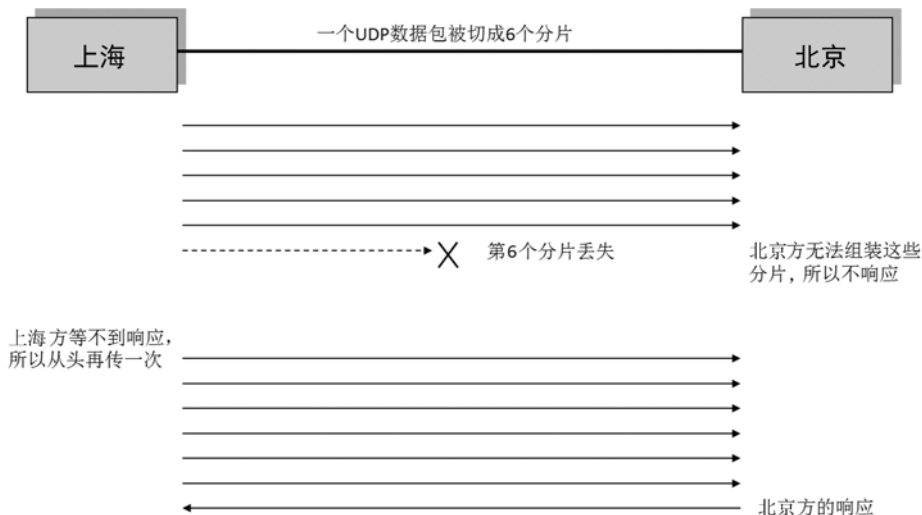 一个UDP数据包被切成6个分片
上海
北京
第6个分片丢失
北京方无法组装这些
分片，所以不响应
上海方等不到响应，
所以从头再传一次
北京方的响应